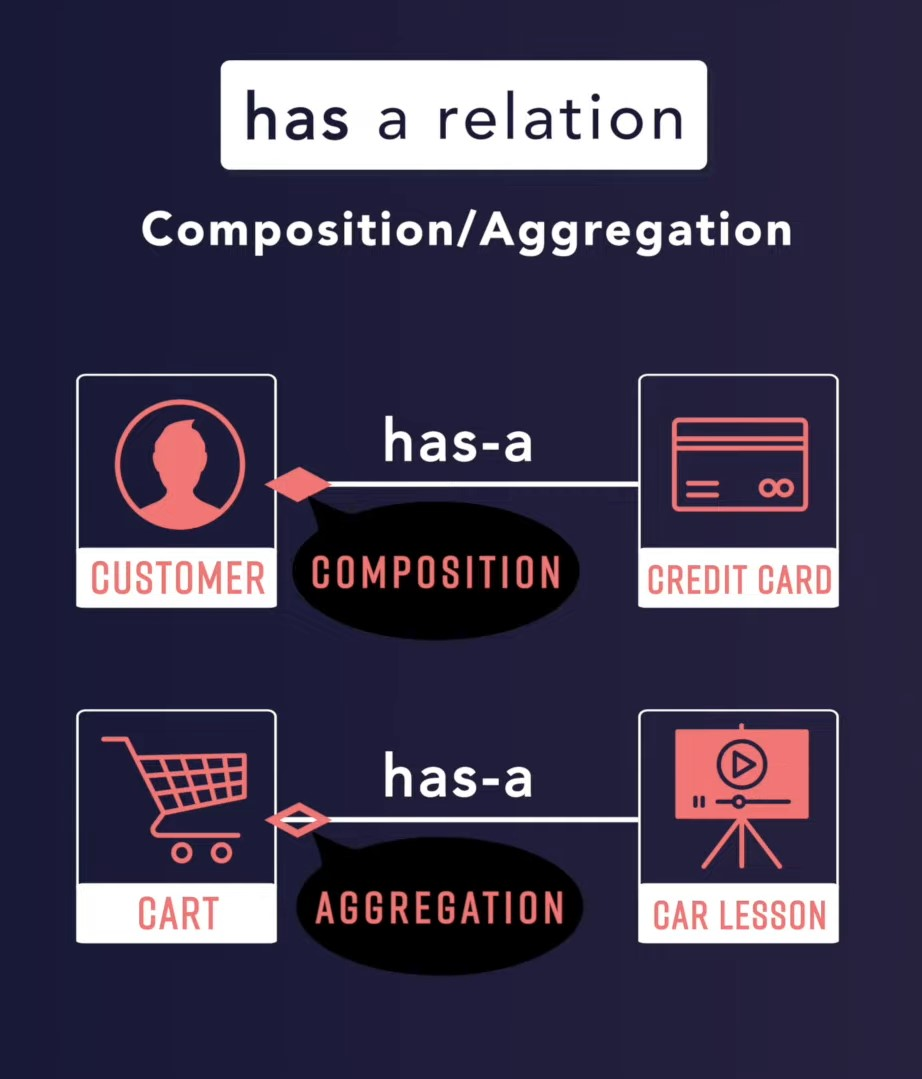 has a relation
Composition/Aggregation
has-a
COMPOSITION
CUSTOMER
CREDIT CARD
has-a
AGGREGATION
CART
CAR LESSON